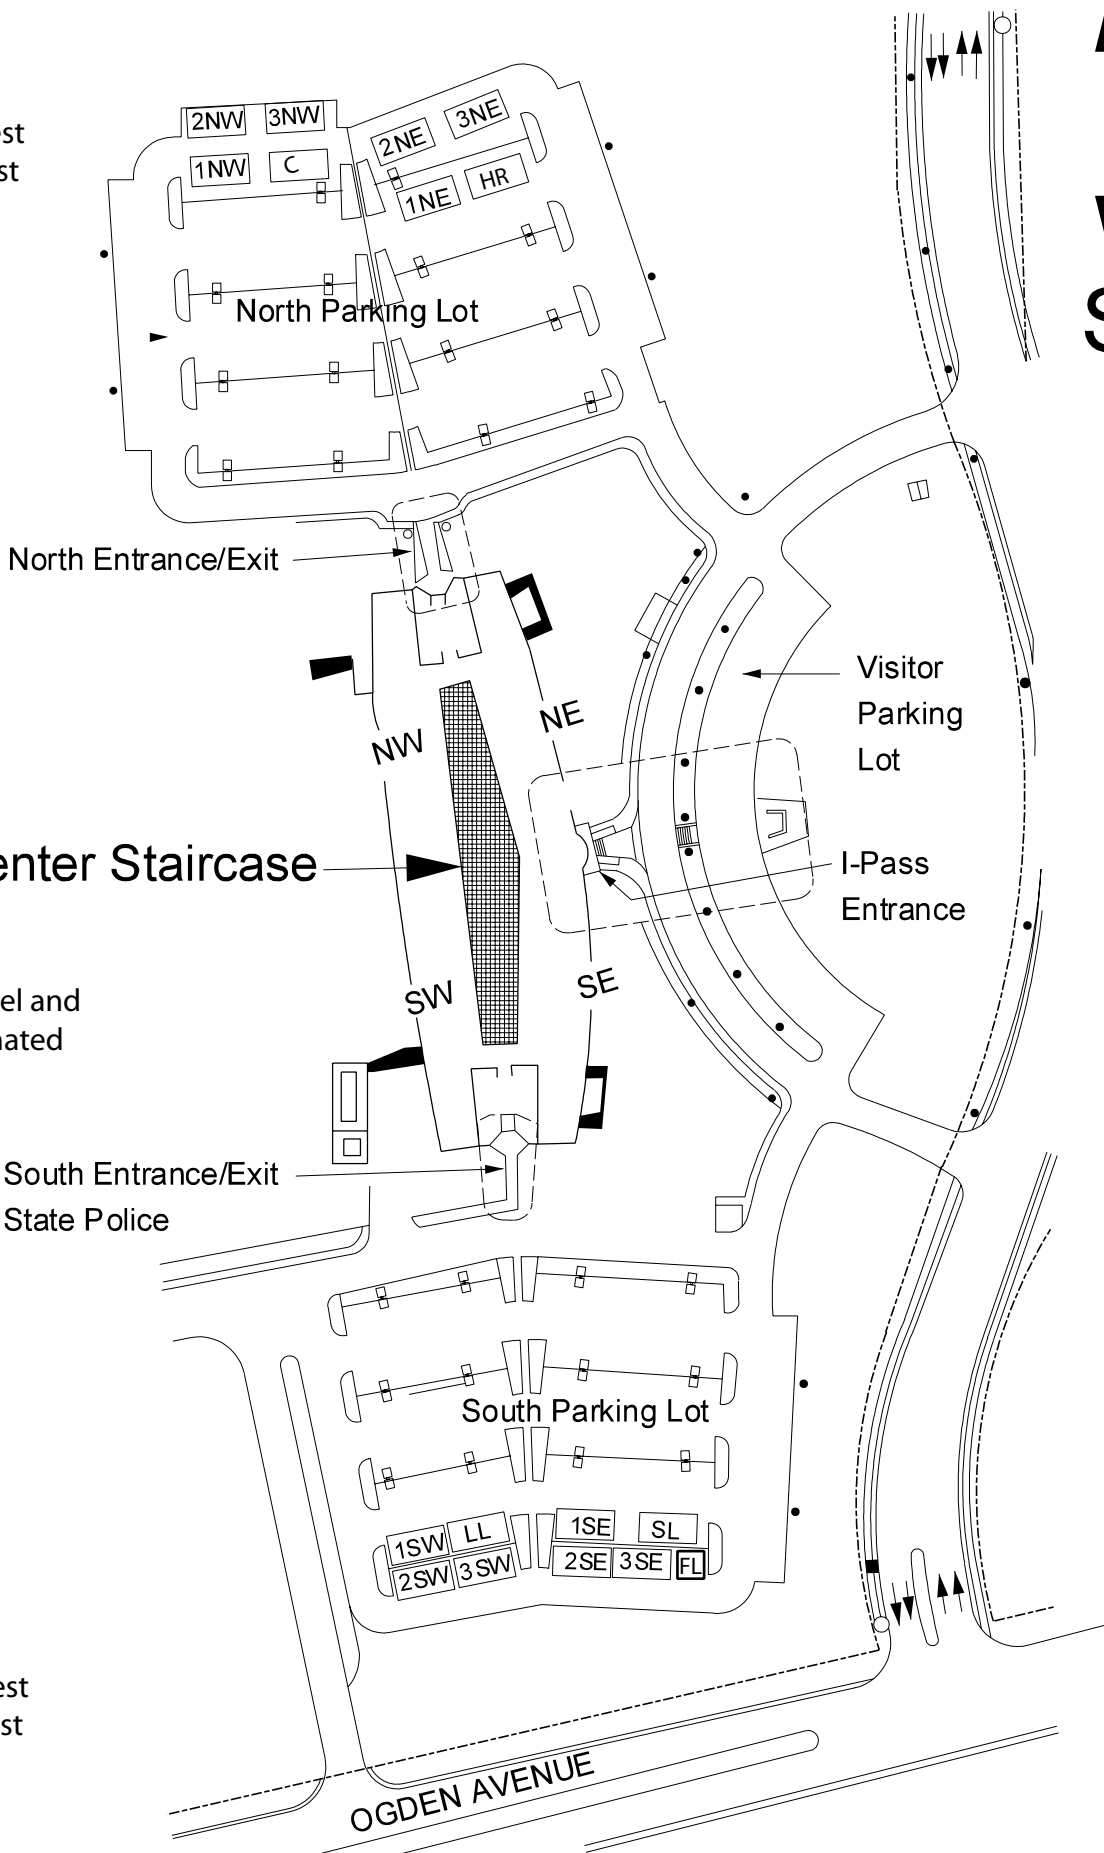 est
st
2NW 3NW
1NW C
2NE 3NE
1NE HR
North Parking Lot
North Entrance/Exit
NW NE
Visitor
Parking
Lot
enter Staircase
I-Pass
Entrance
SW SE
el and
nated
South Entrance/Exit
State Police
South Parking Lot
1SW LL
2SW 3SW
1SE SL
2SE 3SE FL
est
st
OGDEN AVENUE